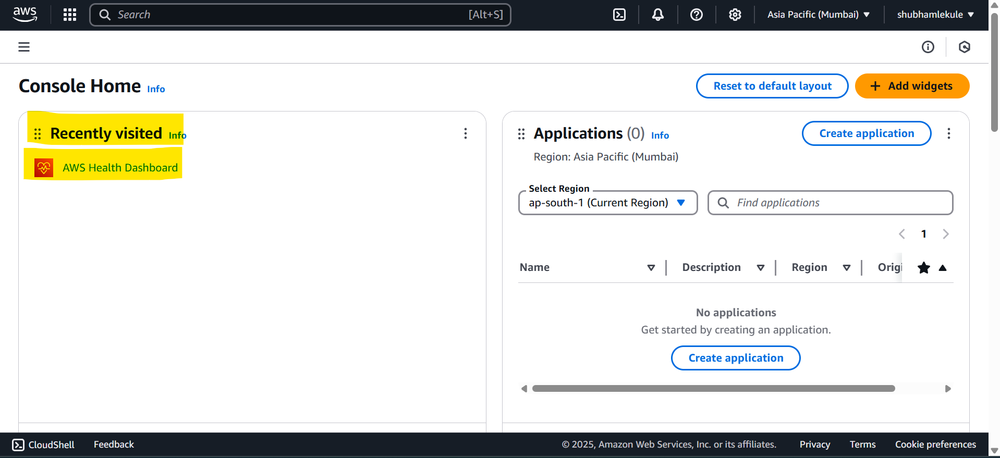 aws
Search [Alt+S]
Asia Pacific (Mumbai)
shubhamlekule
Console Home Info
Reset to default layout
Add widgets
Recently visited Info
AWS Health Dashboard
Applications (0) Info
Create application
Region: Asia Pacific (Mumbai)
Select Region
ap-south-1 (Current Region)
Find applications
1
Name Description Region Origi
No applications
Get started by creating an application.
Create application
CloudShell Feedback © 2025, Amazon Web Services, Inc. or its affiliates. Privacy Terms Cookie preferences